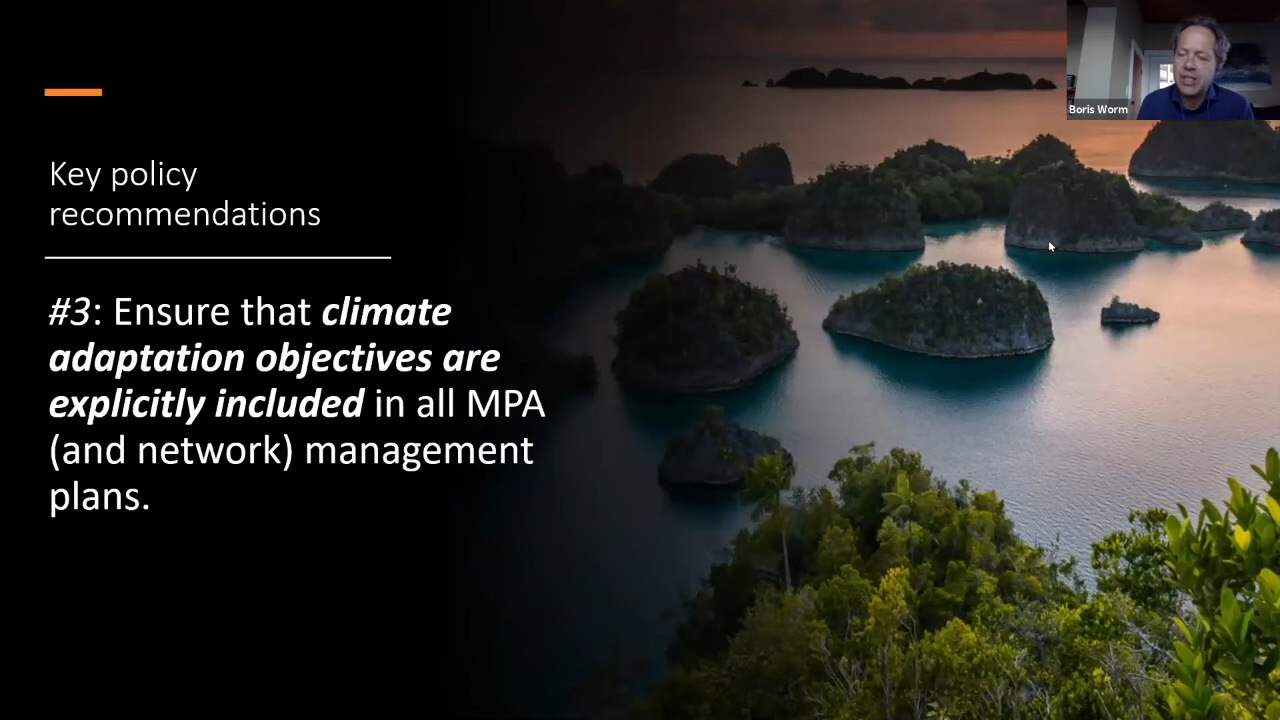 Boris Worm
Key policy
recommendations
#3: Ensure that climate
adaptation objectives are
explicitly included in all MPA
(and network) management
plans.